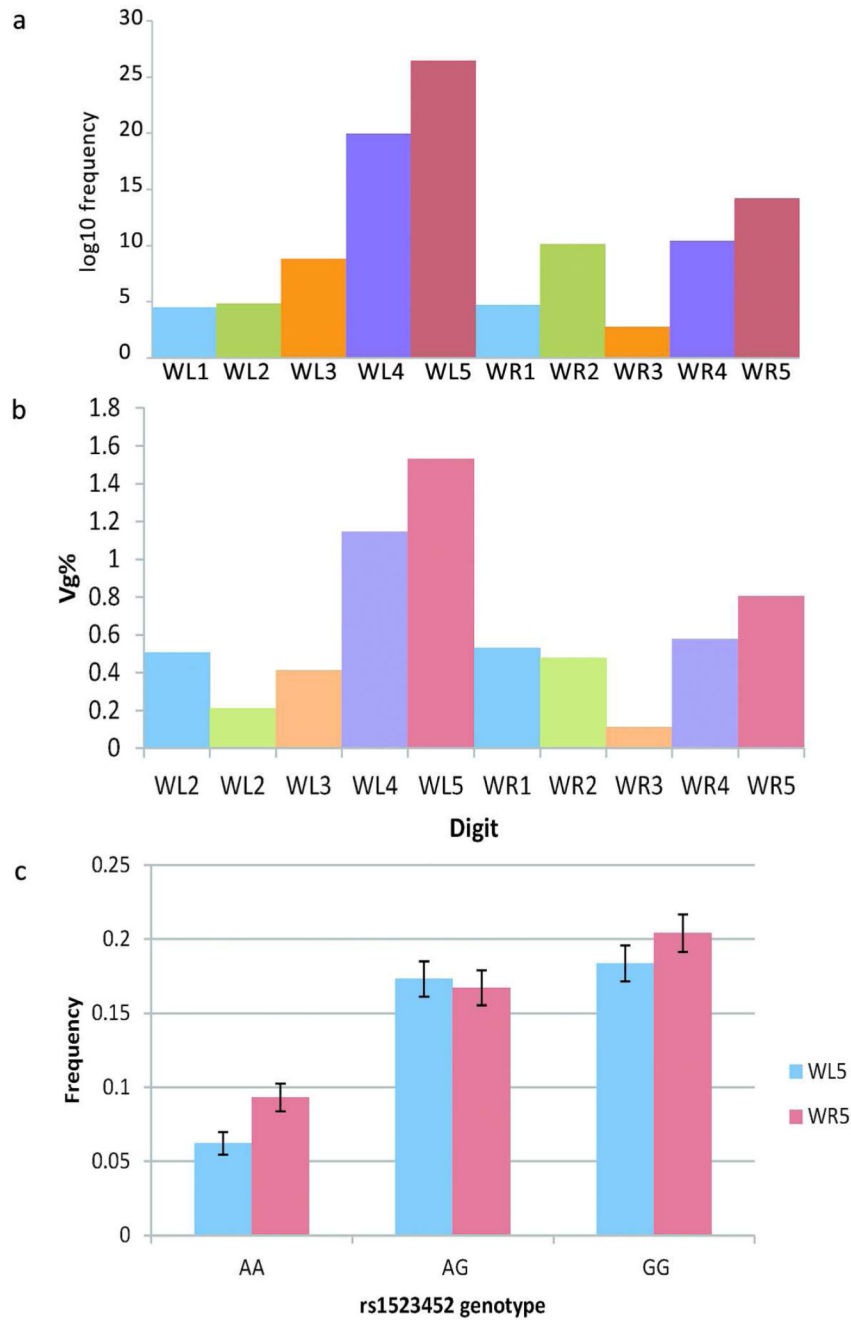 a
30
25
20
15
10
5
0
log10 frequency
WL1 WL2 WL3 WL4 WL5 WR1 WR2 WR3 WR4 WR5
b
1.8
1.6
1.4
1.2
1
0.8
0.6
0.4
0.2
0
Vg%
WL2 WL2 WL3 WL4 WL5 WR1 WR2 WR3 WR4 WR5
Digit
c
0.25
0.2
0.15
0.1
0.05
0
Frequency
AA AG GG
rs1523452 genotype
WL5
WR5